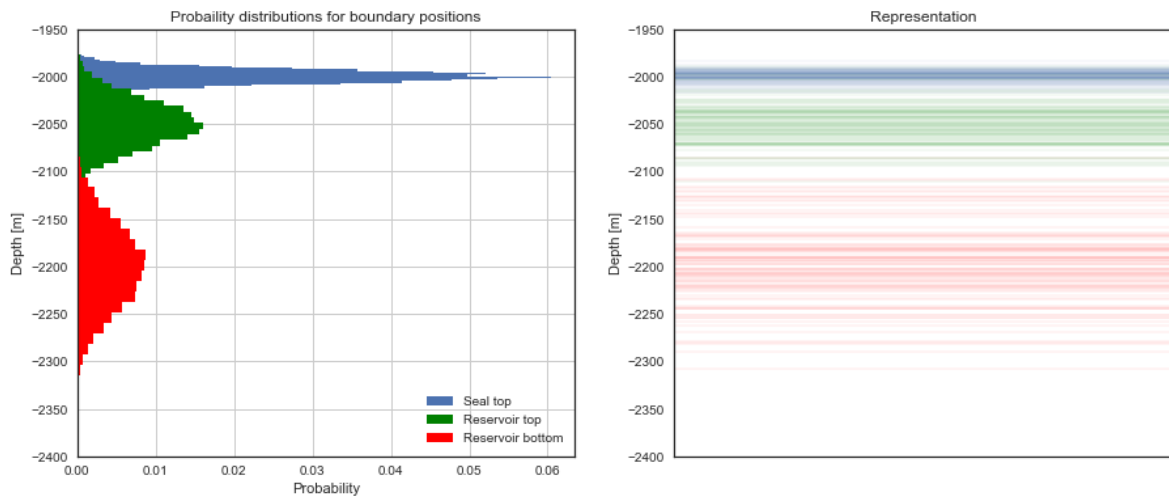 Probaility distributions for boundary positions
−1950
−2000
−2050
−2100
−2150
−2200
−2250
−2300
−2350
−2400
Depth [m]
0.00 0.01 0.02 0.03 0.04 0.05 0.06
Probability
Seal top
Reservoir top
Reservoir bottom
Representation
−1950
−2000
−2050
−2100
−2150
−2200
−2250
−2300
−2350
−2400
Depth [m]